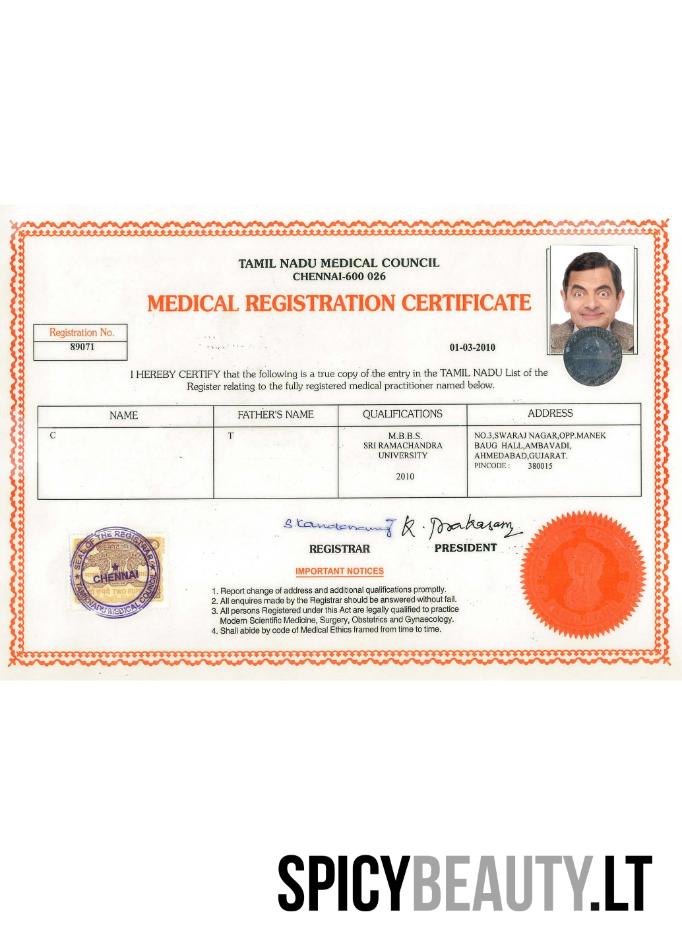 TAMIL NADU MEDICAL COUNCIL
CHENNAI-600 026
MEDICAL REGISTRATION CERTIFICATE
Registration No.
89071
01-03-2010
I HEREBY CERTIFY that the following is a true copy of the entry in the TAMIL NADU List of the
Register relating to the fully registered medical practitioner named below.
NAME FATHER'S NAME QUALIFICATIONS ADDRESS
C T M.B.B.S. NO.3,SWARAJ NAGAR,OPP.MANEK
SRI RAMACHANDRA BAUG HALL,AMBAVADI,
UNIVERSITY AHMEDABAD,GUJARAT.
PINCODE : 380015
2010
K. Prakasam
REGISTRAR PRESIDENT
SEAL OF THE REGISTRAR
CHENNAI
TAMILNADU MEDICAL COUNCIL
IMPORTANT NOTICES
1. Report change of address and additional qualifications promptly.
2. All enquires made by the Registrar should be answered without fail.
3. All persons Registered under this Act are legally qualified to practice
Modern Scientific Medicine, Surgery, Obstetrics and Gynaecology.
4. Shall abide by code of Medical Ethics framed from time to time.
SPICYBEAUTY.LT